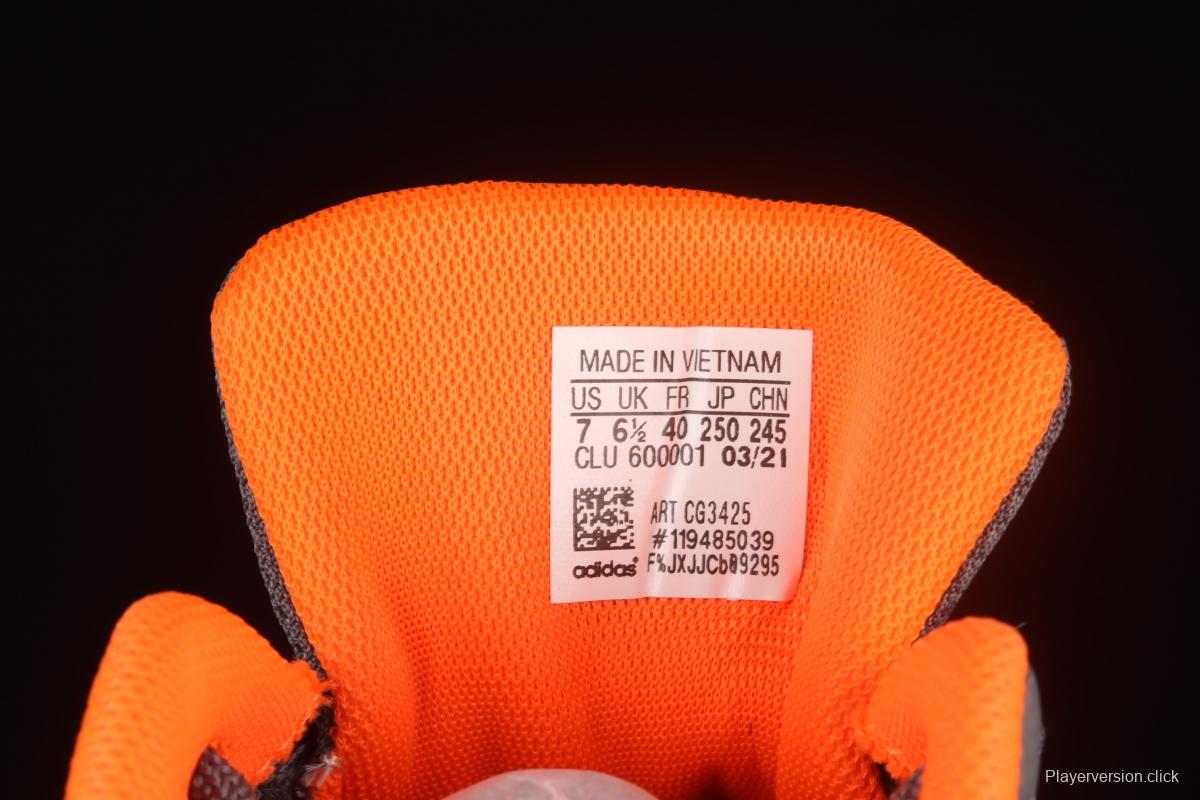 MADE IN VIETNAM
US UK FR JP CHN
7 6½ 40 250 245
CLU 600001 03/21
ART CG3425
#119485039
adidas F%JXJJCb09295
Playerversion.click